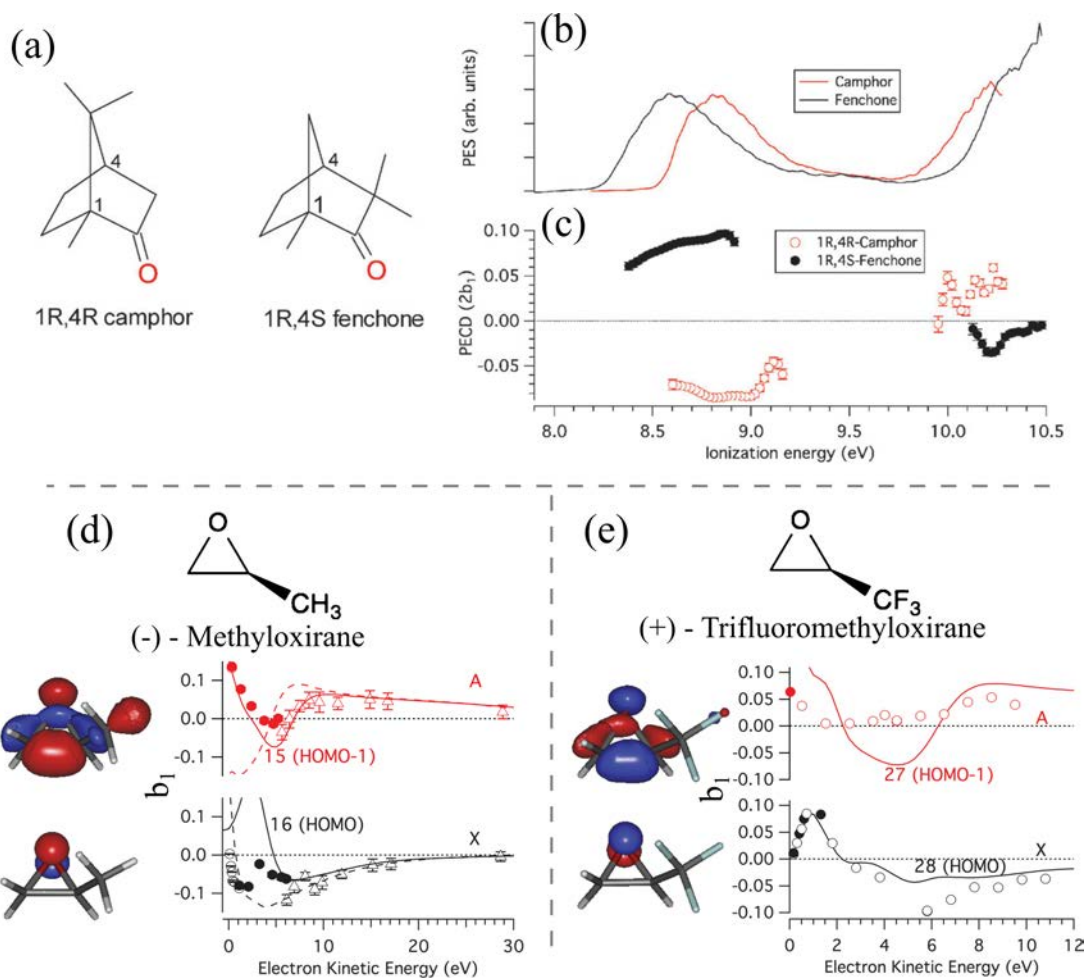 (a)
4
1
O
1R,4R camphor
4
1
O
1R,4S fenchone
(b)
PES (arb. units)
Camphor
Fenchone
(c)
PECD (2b₁)
0.10
0.05
0.00
-0.05
1R,4R-Camphor
1R,4S-Fenchone
8.0 8.5 9.0 9.5 10.0 10.5
Ionization energy (eV)
(d)
O
CH₃
(-) - Methyloxirane
b₁
0.1
0.0
-0.1
A
15 (HOMO-1)
0.1
0.0
-0.1
16 (HOMO)
X
0 10 20 30
Electron Kinetic Energy (eV)
(e)
O
CF₃
(+) - Trifluoromethyloxirane
b₁
0.10
0.05
0.00
-0.05
-0.10
A
27 (HOMO-1)
0.10
0.05
0.00
-0.05
-0.10
X
28 (HOMO)
0 2 4 6 8 10 12
Electron Kinetic Energy (eV)